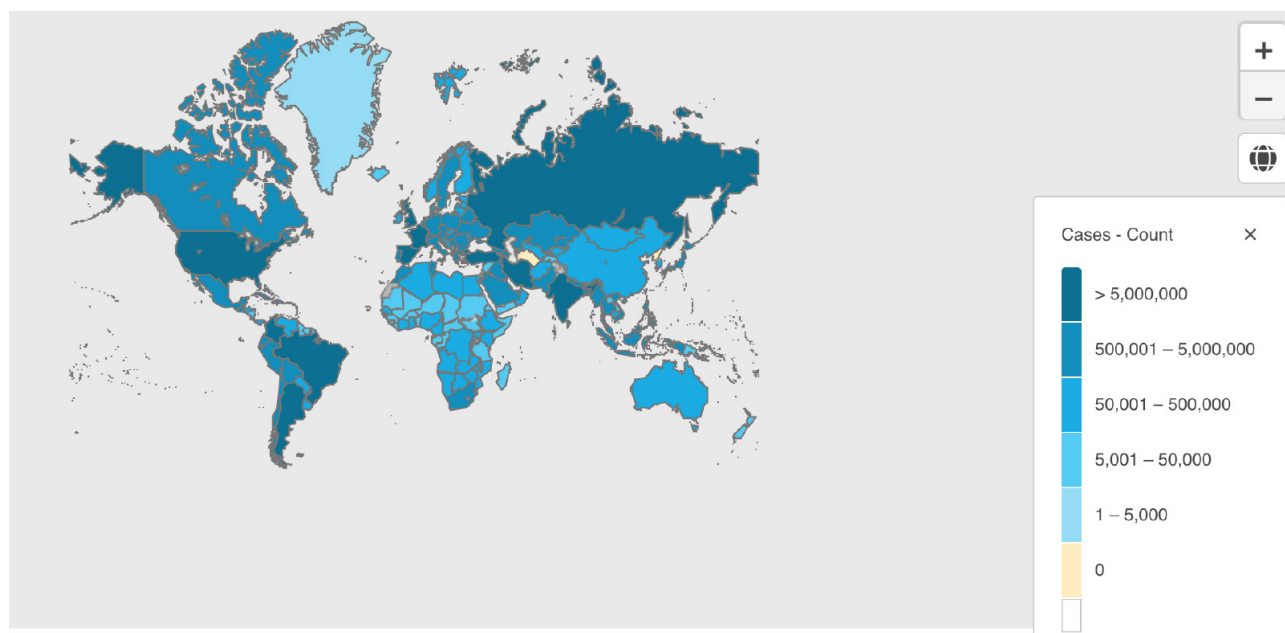 +
−
Cases - Count ×
> 5,000,000
500,001 – 5,000,000
50,001 – 500,000
5,001 – 50,000
1 – 5,000
0